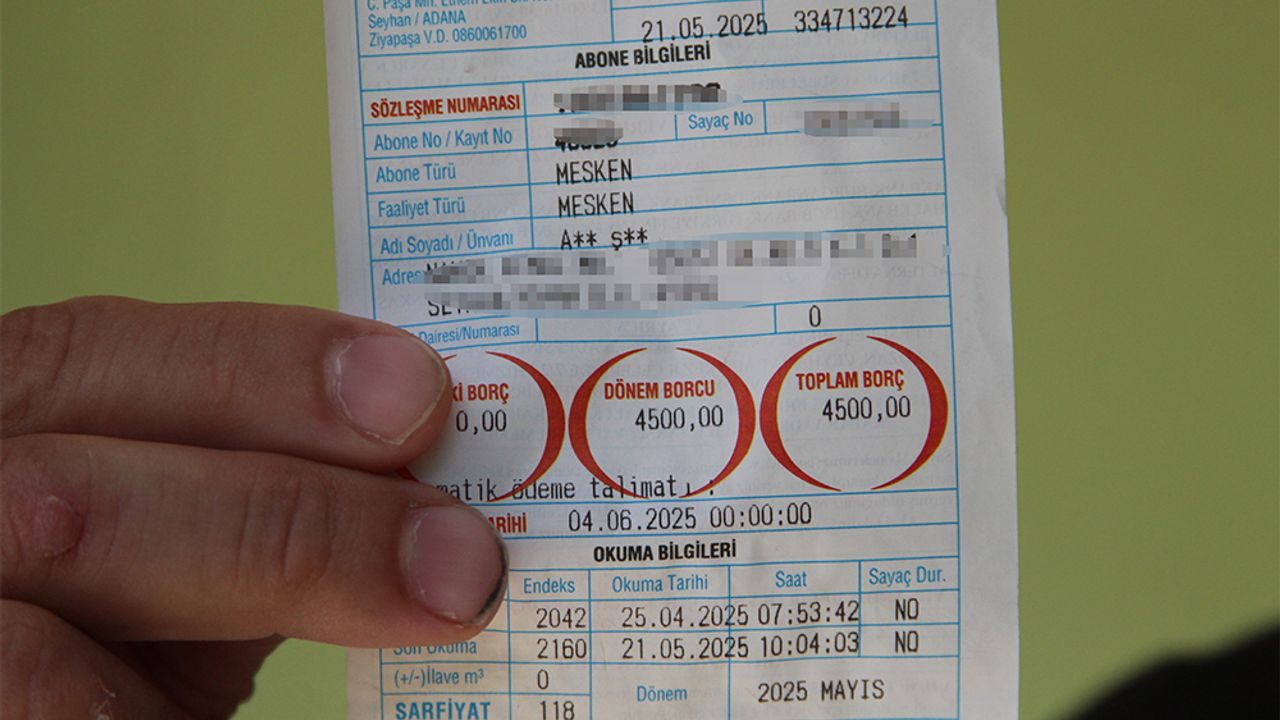 Seyhan / ADANA
Ziyapaşa V.D. 0860061700
21.05.2025 334713224
ABONE BİLGİLERİ
SÖZLEŞME NUMARASI
Abone No / Kayıt No
Sayaç No
Abone Türü MESKEN
Faaliyet Türü MESKEN
Adı Soyadı / Ünvanı A** Ş**
Dairesi/Numarası 0
BORÇ DÖNEM BORCU TOPLAM BORÇ
0,00 4500,00 4500,00
ödeme talimatı :
04.06.2025 00:00:00
OKUMA BİLGİLERİ
Endeks Okuma Tarihi Saat Sayaç Dur.
2042 25.04.2025 07:53:42 NO
Son Okuma 2160 21.05.2025 10:04:03 NO
(+/-)İlave m³ 0 Dönem 2025 MAYIS
SARFİYAT 118